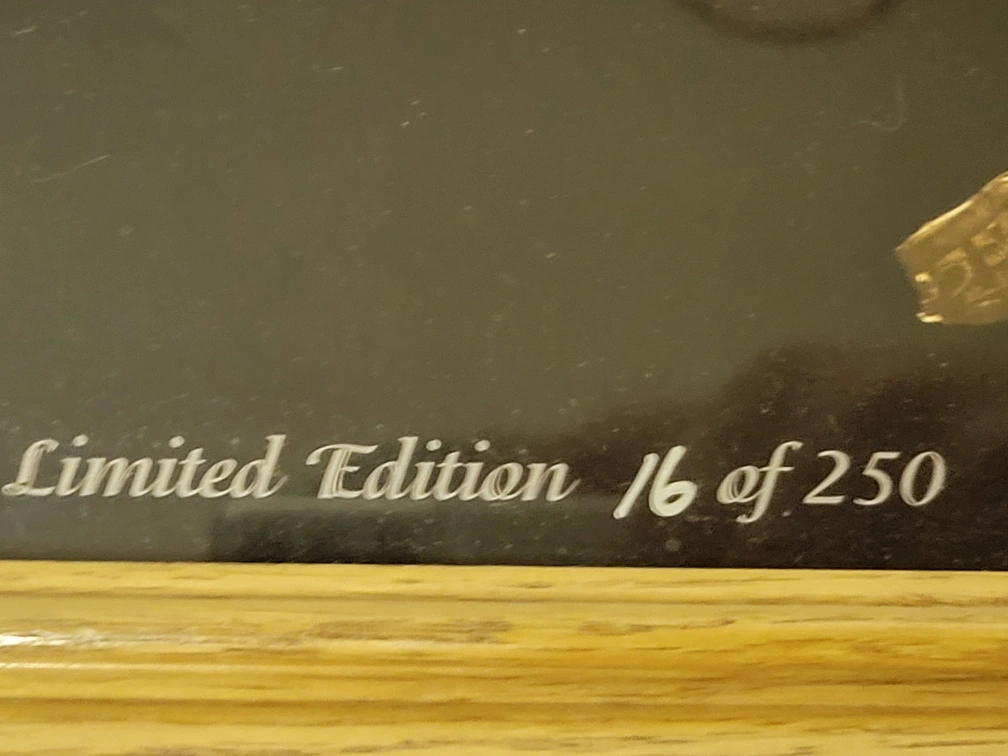 Limited Edition 16 of 250